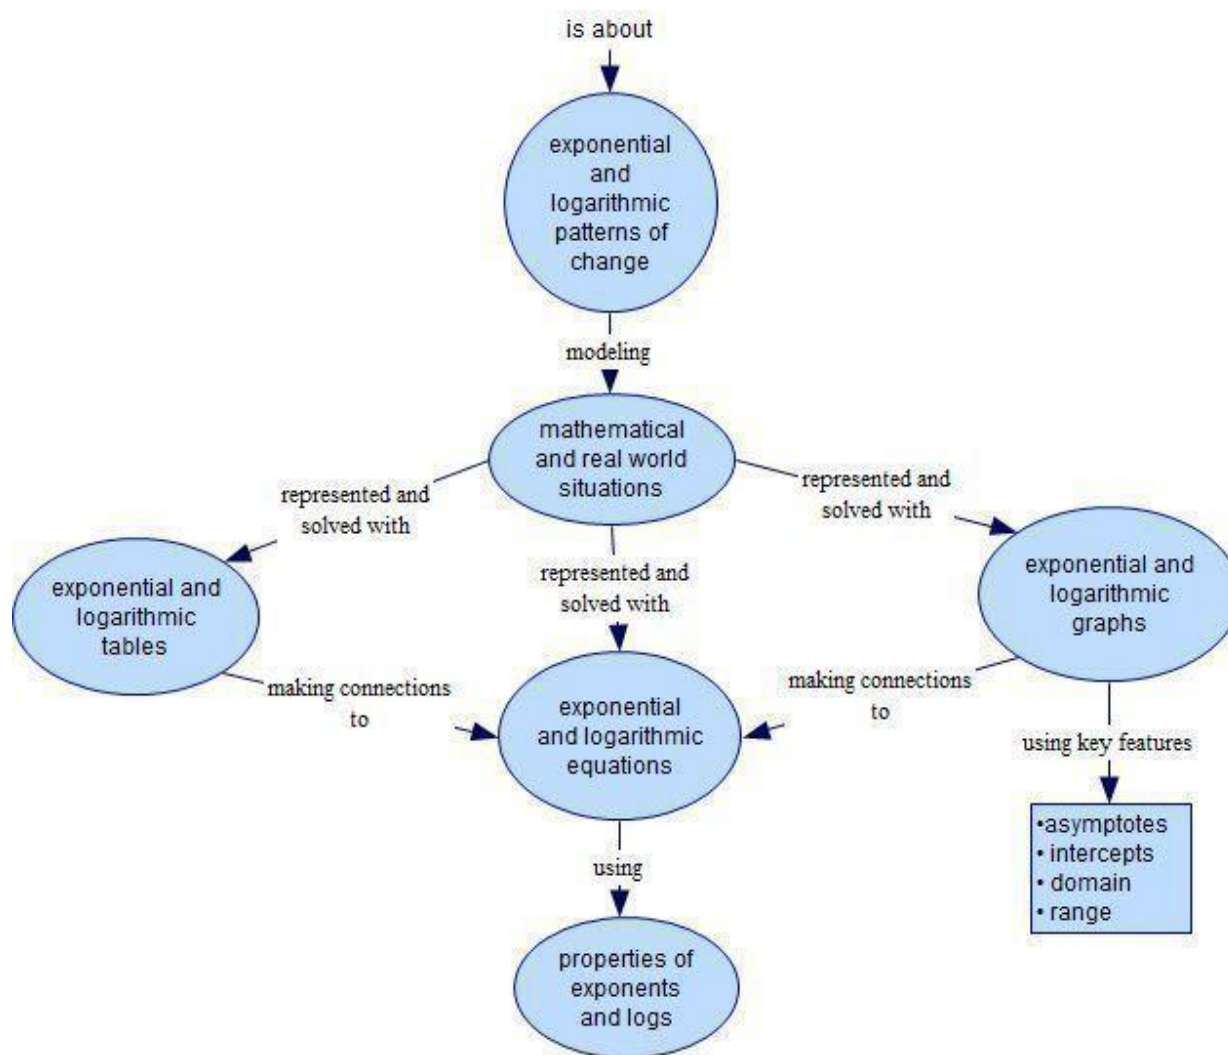 is about
exponential
and
logarithmic
patterns of
change
modeling
mathematical
and real world
situations
represented and
solved with
represented and
solved with
represented and
solved with
exponential and
logarithmic
tables
exponential and
logarithmic
graphs
making connections
to
making connections
to
exponential
and logarithmic
equations
using key features
•asymptotes
• intercepts
• domain
• range
using
properties of
exponents
and logs